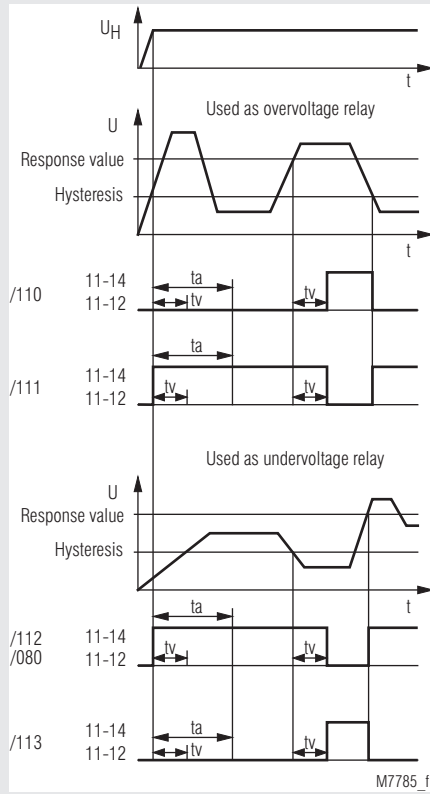 UH
t
Used as overvoltage relay
U
Response value
Hysteresis
t
/110
11-14
11-12
ta
tv
tv
/111
11-14
11-12
ta
tv
tv
Used as undervoltage relay
U
Response value
Hysteresis
t
/112
/080
11-14
11-12
ta
tv
tv
/113
11-14
11-12
ta
tv
tv
M7785_f